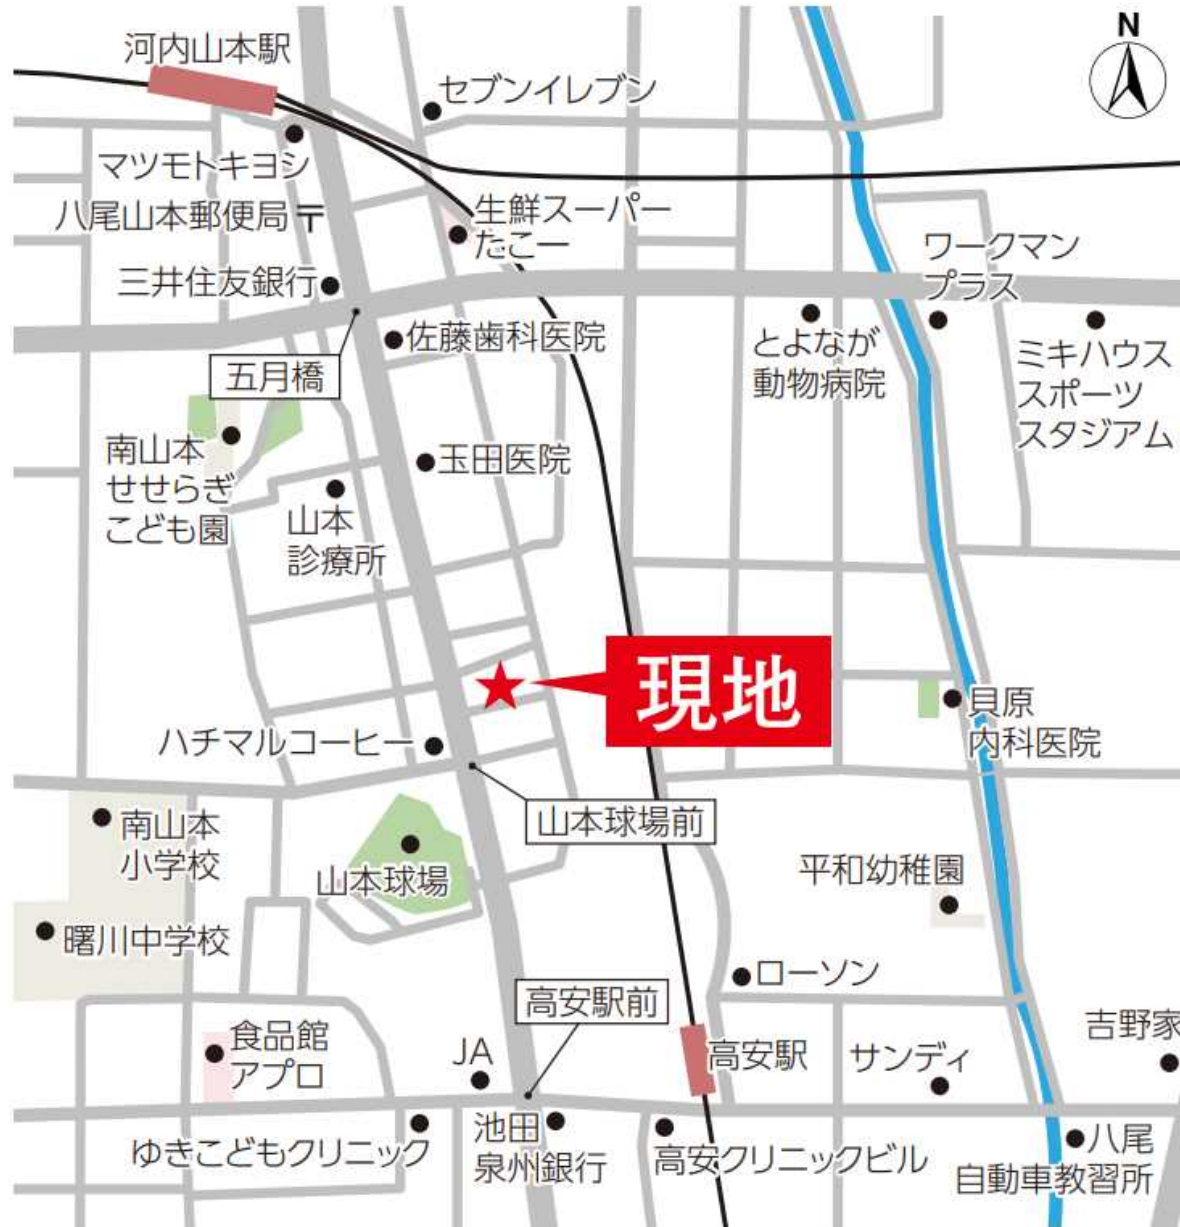 N
河内山本駅
セブンイレブン
マツモトキヨシ
八尾山本郵便局 〒
生鮮スーパー
たこー
三井住友銀行
ワークマン
プラス
佐藤歯科医院
とよなが
動物病院
ミキハウス
スポーツ
スタジアム
五月橋
南山本
せせらぎ
こども園
玉田医院
山本
診療所
現地
貝原
内科医院
ハチマルコーヒー
山本球場前
南山本
小学校
山本球場
平和幼稚園
曙川中学校
ローソン
高安駅前
吉野家
食品館
アプロ
JA
高安駅
サンディ
ゆきこどもクリニック
池田
泉州銀行
高安クリニックビル
八尾
自動車教習所